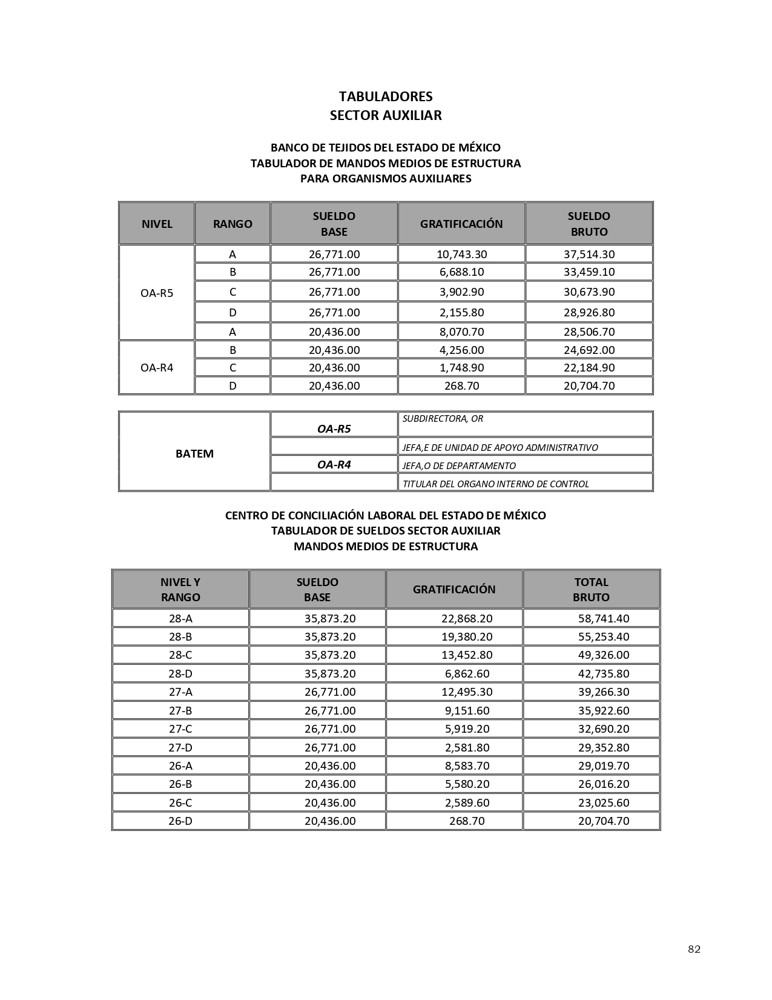 TABULADORES
SECTOR AUXILIAR
BANCO DE TEJIDOS DEL ESTADO DE MÉXICO
TABULADOR DE MANDOS MEDIOS DE ESTRUCTURA
PARA ORGANISMOS AUXILIARES
NIVEL RANGO SUELDO BASE GRATIFICACIÓN SUELDO BRUTO
OA-R5 A 26,771.00 10,743.30 37,514.30
B 26,771.00 6,688.10 33,459.10
C 26,771.00 3,902.90 30,673.90
D 26,771.00 2,155.80 28,926.80
A 20,436.00 8,070.70 28,506.70
OA-R4 B 20,436.00 4,256.00 24,692.00
C 20,436.00 1,748.90 22,184.90
D 20,436.00 268.70 20,704.70
BATEM OA-R5 SUBDIRECTORA, OR
JEFA,E DE UNIDAD DE APOYO ADMINISTRATIVO
OA-R4 JEFA,O DE DEPARTAMENTO
TITULAR DEL ORGANO INTERNO DE CONTROL
CENTRO DE CONCILIACIÓN LABORAL DEL ESTADO DE MÉXICO
TABULADOR DE SUELDOS SECTOR AUXILIAR
MANDOS MEDIOS DE ESTRUCTURA
NIVEL Y RANGO SUELDO BASE GRATIFICACIÓN TOTAL BRUTO
28-A 35,873.20 22,868.20 58,741.40
28-B 35,873.20 19,380.20 55,253.40
28-C 35,873.20 13,452.80 49,326.00
28-D 35,873.20 6,862.60 42,735.80
27-A 26,771.00 12,495.30 39,266.30
27-B 26,771.00 9,151.60 35,922.60
27-C 26,771.00 5,919.20 32,690.20
27-D 26,771.00 2,581.80 29,352.80
26-A 20,436.00 8,583.70 29,019.70
26-B 20,436.00 5,580.20 26,016.20
26-C 20,436.00 2,589.60 23,025.60
26-D 20,436.00 268.70 20,704.70
82